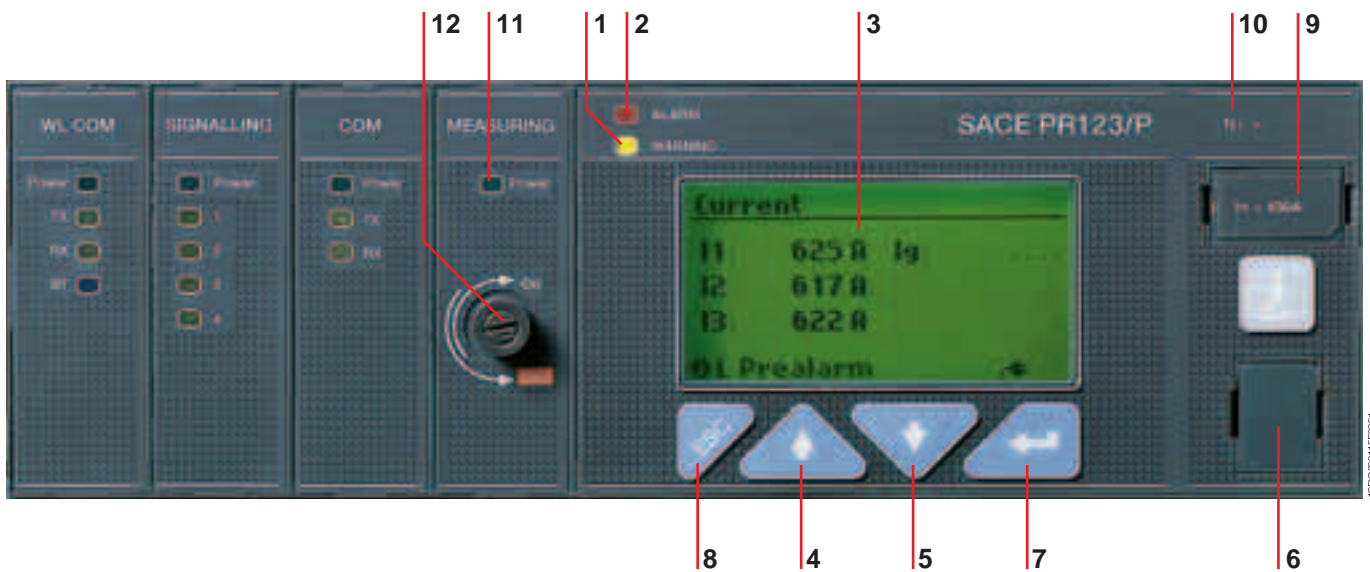 12 11 1 2 3 10 9
WL COM
SIGNALLING
COM
MEASURING
ALARM
WARNING
SACE PR123/P
Power
TX
RX
BT
Power
1
2
3
4
Power
TX
RX
Power
On
Current
I1 625 A Ig ----
I2 617 A
I3 622 A
L Prealarm
ESC
8 4 5 7 6